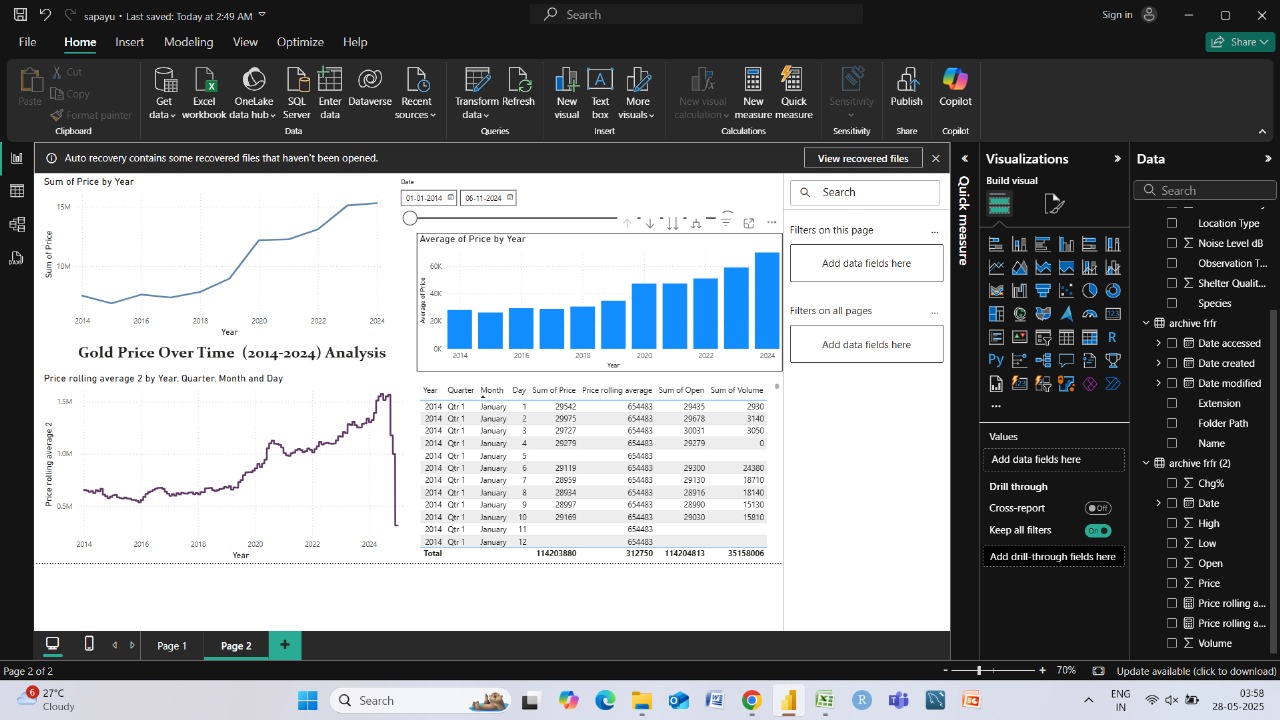 sapayu • Last saved: Today at 2:49 AM
Search
Sign in
File Home Insert Modeling View Optimize Help
Share
Paste
Cut
Copy
Format painter
Clipboard
Get data
Excel workbook
OneLake data hub
SQL Server
Enter data
Dataverse
Recent sources
Data
Transform data
Refresh
Queries
New visual
Text box
More visuals
Insert
New visual calculation
New measure
Quick measure
Calculations
Sensitivity
Sensitivity
Publish
Share
Copilot
Copilot
Auto recovery contains some recovered files that haven't been opened.
View recovered files
Sum of Price by Year
Sum of Price
15M
10M
2014 2016 2018 2020 2022 2024
Year
Date
01-01-2014 06-11-2024
Average of Price by Year
Average of Price
60K
40K
20K
0K
2014 2016 2018 2020 2022 2024
Year
Gold Price Over Time (2014-2024) Analysis
Price rolling average 2 by Year, Quarter, Month and Day
Price rolling average 2
1.5M
1.0M
0.5M
2014 2016 2018 2020 2022 2024
Year
Year Quarter Month Day Sum of Price Price rolling average Sum of Open Sum of Volume
2014 Qtr 1 January 1 29542 654483 29435 2930
2014 Qtr 1 January 2 29975 654483 29678 3140
2014 Qtr 1 January 3 29727 654483 30031 3050
2014 Qtr 1 January 4 29279 654483 29279 0
2014 Qtr 1 January 5 654483
2014 Qtr 1 January 6 29119 654483 29300 24380
2014 Qtr 1 January 7 28959 654483 29130 18710
2014 Qtr 1 January 8 28934 654483 28916 18140
2014 Qtr 1 January 9 28997 654483 28990 15130
2014 Qtr 1 January 10 29169 654483 29030 15810
2014 Qtr 1 January 11 654483
2014 Qtr 1 January 12 654483
Total 114203880 312750 114204813 35158006
Search
Filters on this page
Add data fields here
Filters on all pages
Add data fields here
Quick measure
Visualizations
Build visual
123
R
Py
Values
Add data fields here
Drill through
Cross-report
Off
Keep all filters
On
Add drill-through fields here
Data
Search
Location Type
Noise Level dB
Observation T...
Shelter Qualit...
Species
archive frfr
Date accessed
Date created
Date modified
Extension
Folder Path
Name
archive frfr (2)
Chg%
Date
High
Low
Open
Price
Price rolling a...
Price rolling a...
Volume
Page 1
Page 2
Page 2 of 2
70%
Update available (click to download)
6
27°C
Cloudy
Search
ENG
IN
03:58
28-05-2025